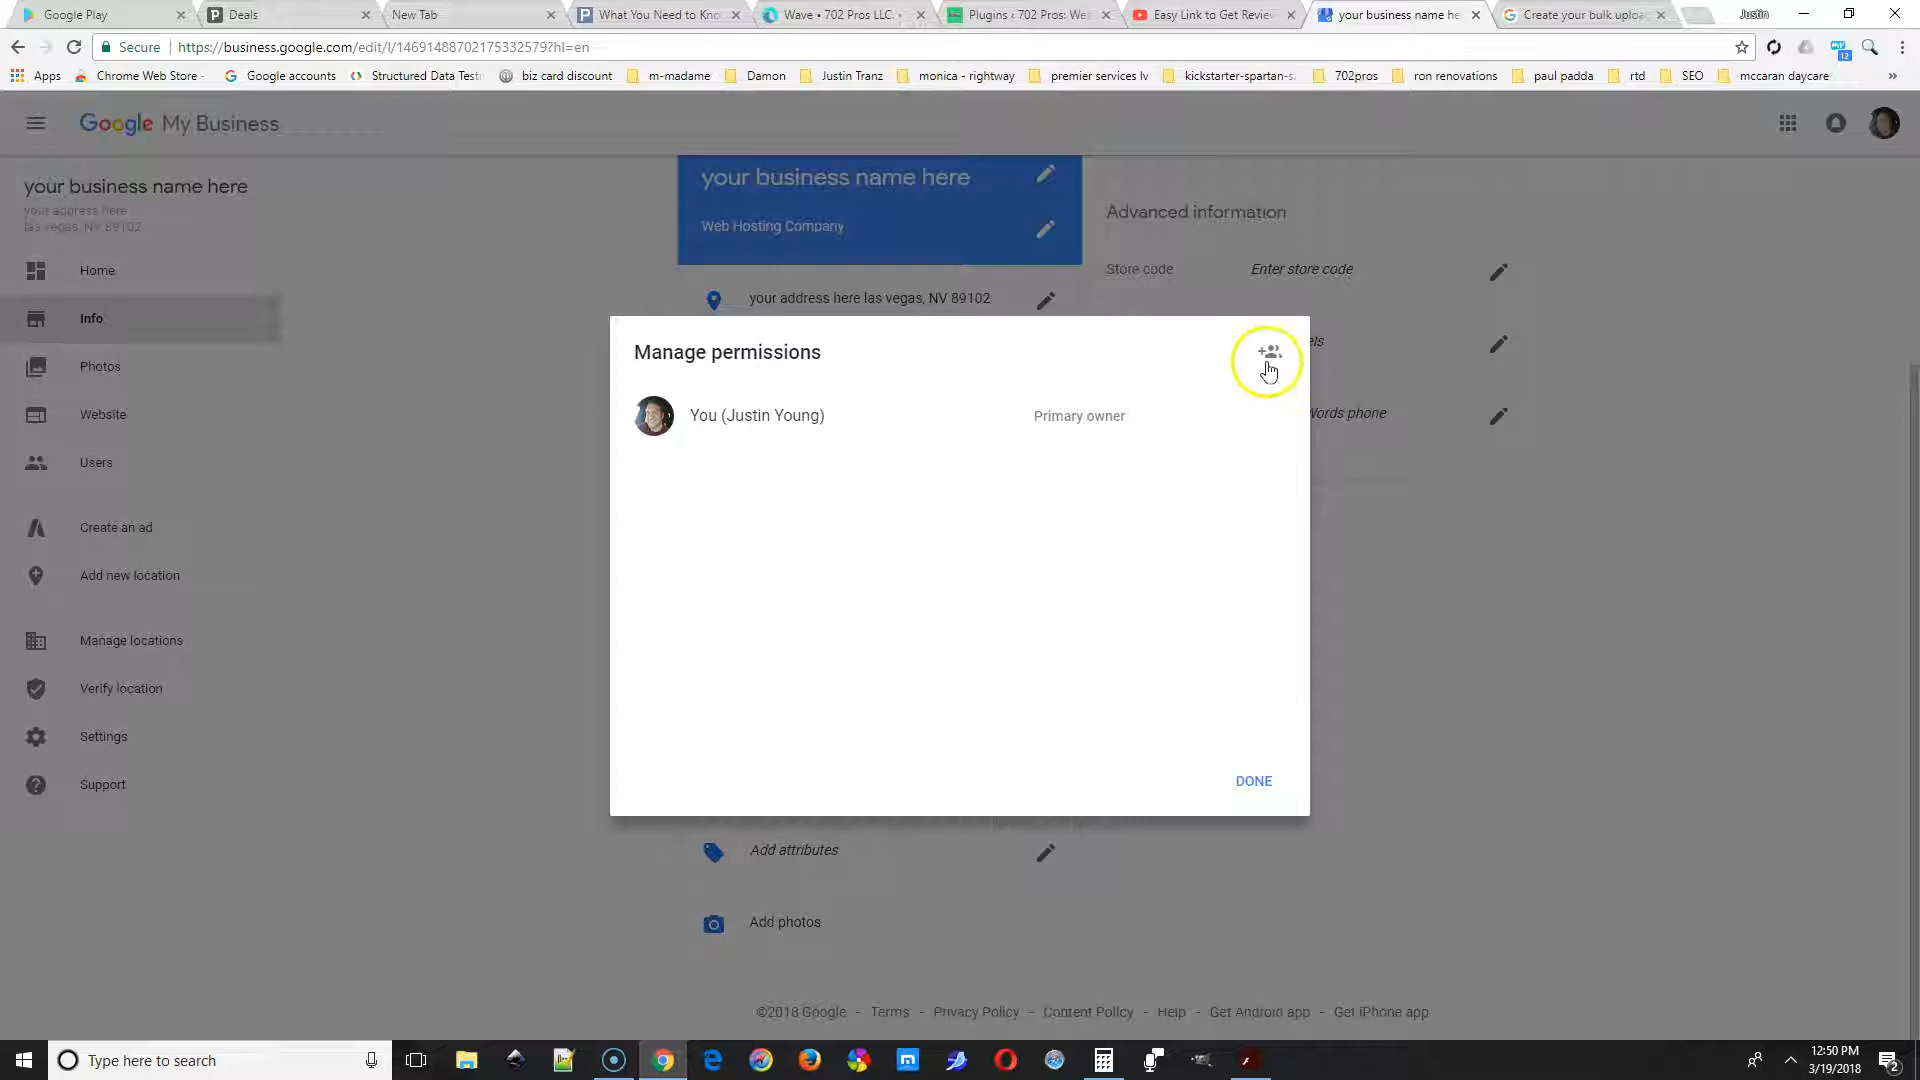 Google Play
Deals
New Tab
What You Need to Kno
Wave • 702 Pros LLC.
Plugins ‹ 702 Pros: We
Easy Link to Get Revie
your business name he
Create your bulk uploa
Justin
Secure
https://business.google.com/edit/l/14691488702175332579?hl=en
12
Apps
Chrome Web Store -
Google accounts
Structured Data Test
biz card discount
m-madame
Damon
Justin Tranz
monica - rightway
premier services lv
kickstarter-spartan-s
702pros
ron renovations
paul padda
rtd
SEO
mccaran daycare
»
Google My Business
your business name here
your address here
las vegas, NV 89102
Home
Info
Photos
Website
Users
Create an ad
Add new location
Manage locations
Verify location
Settings
Support
your business name here
Web Hosting Company
your address here las vegas, NV 89102
Advanced information
Store code
Enter store code
els
Words phone
Manage permissions
You (Justin Young)
Primary owner
DONE
Add attributes
Add photos
©2018 Google - Terms - Privacy Policy - Content Policy - Help - Get Android app - Get iPhone app
Type here to search
12:50 PM
3/19/2018
2